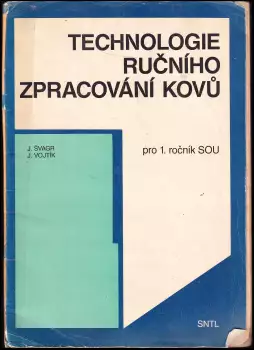 TECHNOLOGIE
RUČNÍHO
ZPRACOVÁNÍ KOVŮ
J. ŠVAGR
J. VOJTÍK
pro 1. ročník SOU
SNTL